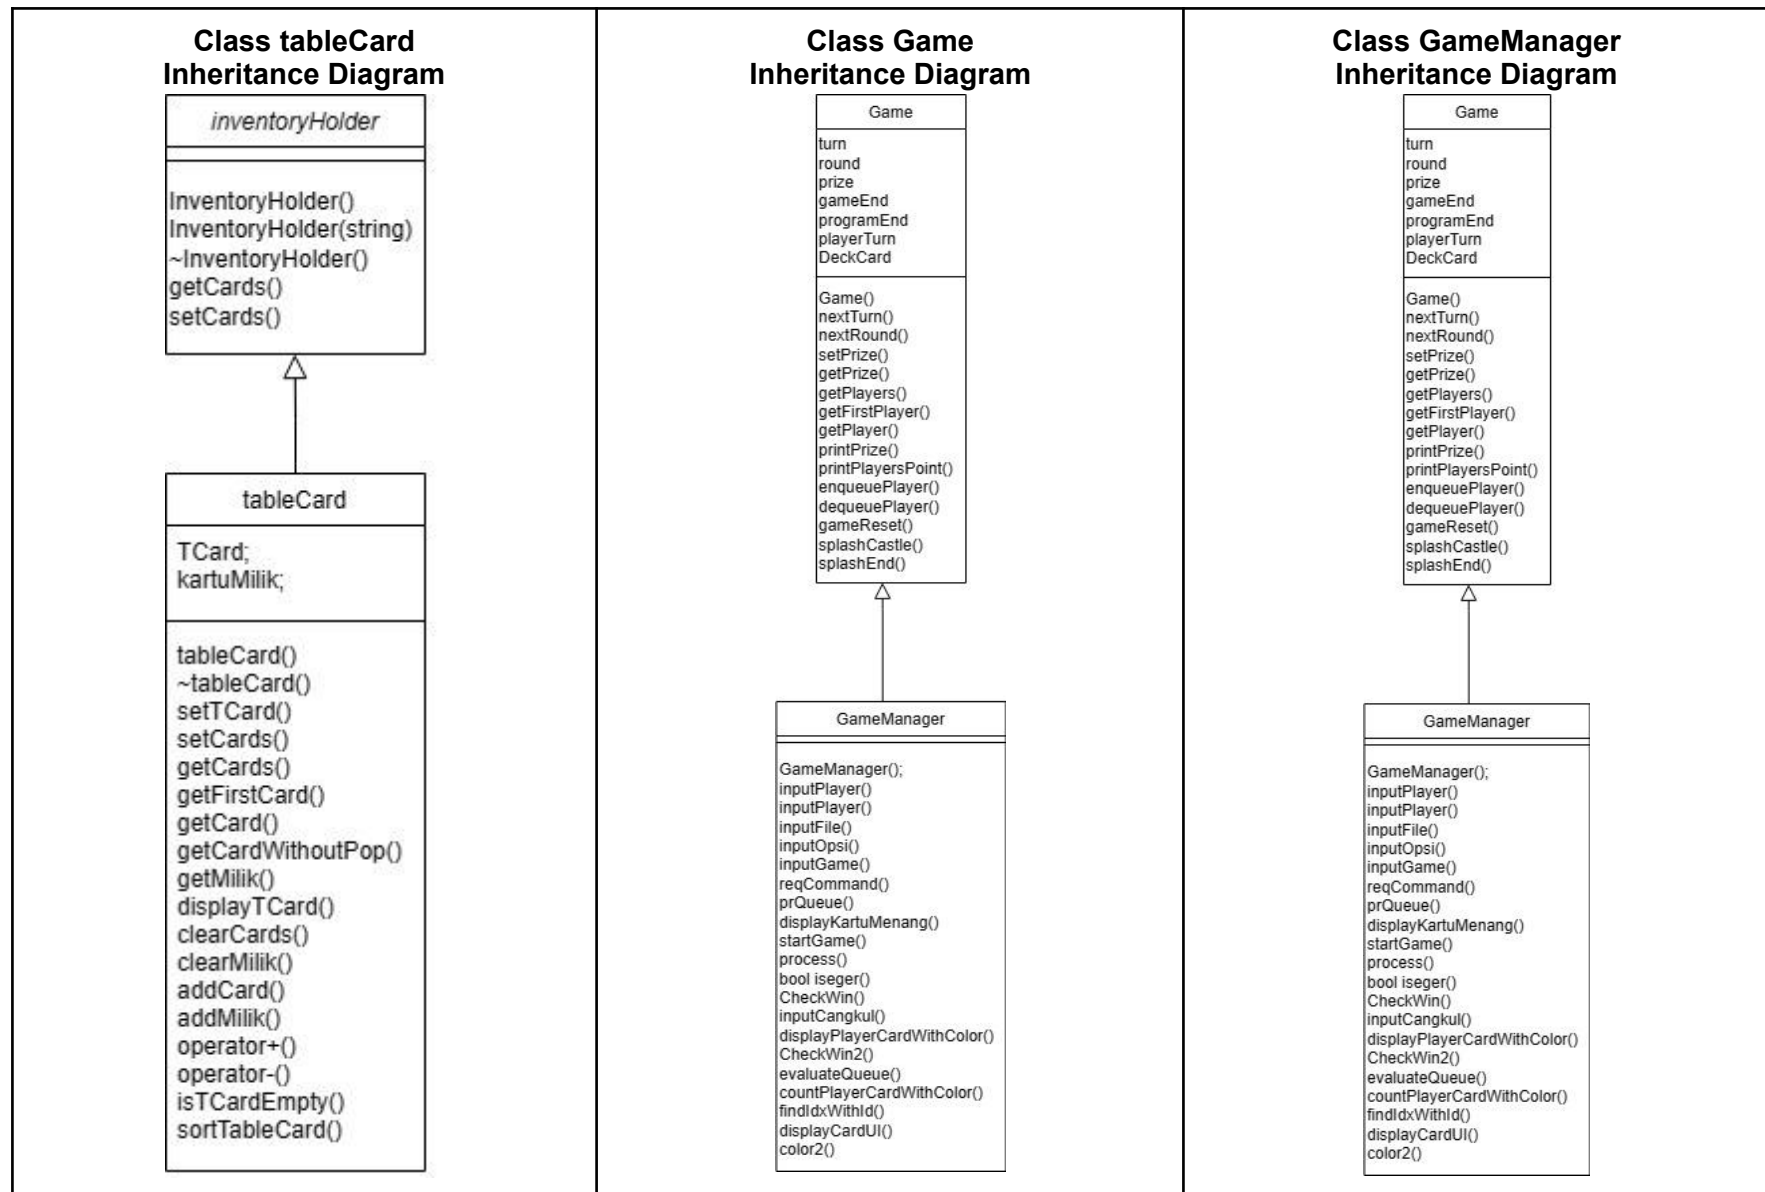 Class tableCard
Inheritance Diagram
inventoryHolder
InventoryHolder()
InventoryHolder(string)
~InventoryHolder()
getCards()
setCards()
tableCard
TCard;
kartuMilik;
tableCard()
~tableCard()
setTCard()
setCards()
getCards()
getFirstCard()
getCard()
getCardWithoutPop()
getMilik()
displayTCard()
clearCards()
clearMilik()
addCard()
addMilik()
operator+()
operator-()
isTCardEmpty()
sortTableCard()
Class Game
Inheritance Diagram
Game
turn
round
prize
gameEnd
programEnd
playerTurn
DeckCard
Game()
nextTurn()
nextRound()
setPrize()
getPrize()
getPlayers()
getFirstPlayer()
getPlayer()
printPrize()
printPlayersPoint()
enqueuePlayer()
dequeuePlayer()
gameReset()
splashCastle()
splashEnd()
GameManager
GameManager();
inputPlayer()
inputPlayer()
inputFile()
inputOpsi()
inputGame()
reqCommand()
prQueue()
displayKartuMenang()
startGame()
process()
bool iseger()
CheckWin()
inputCangkul()
displayPlayerCardWithColor()
CheckWin2()
evaluateQueue()
countPlayerCardWithColor()
findIdxWithId()
displayCardUI()
color2()
Class GameManager
Inheritance Diagram
Game
turn
round
prize
gameEnd
programEnd
playerTurn
DeckCard
Game()
nextTurn()
nextRound()
setPrize()
getPrize()
getPlayers()
getFirstPlayer()
getPlayer()
printPrize()
printPlayersPoint()
enqueuePlayer()
dequeuePlayer()
gameReset()
splashCastle()
splashEnd()
GameManager
GameManager();
inputPlayer()
inputPlayer()
inputFile()
inputOpsi()
inputGame()
reqCommand()
prQueue()
displayKartuMenang()
startGame()
process()
bool iseger()
CheckWin()
inputCangkul()
displayPlayerCardWithColor()
CheckWin2()
evaluateQueue()
countPlayerCardWithColor()
findIdxWithId()
displayCardUI()
color2()